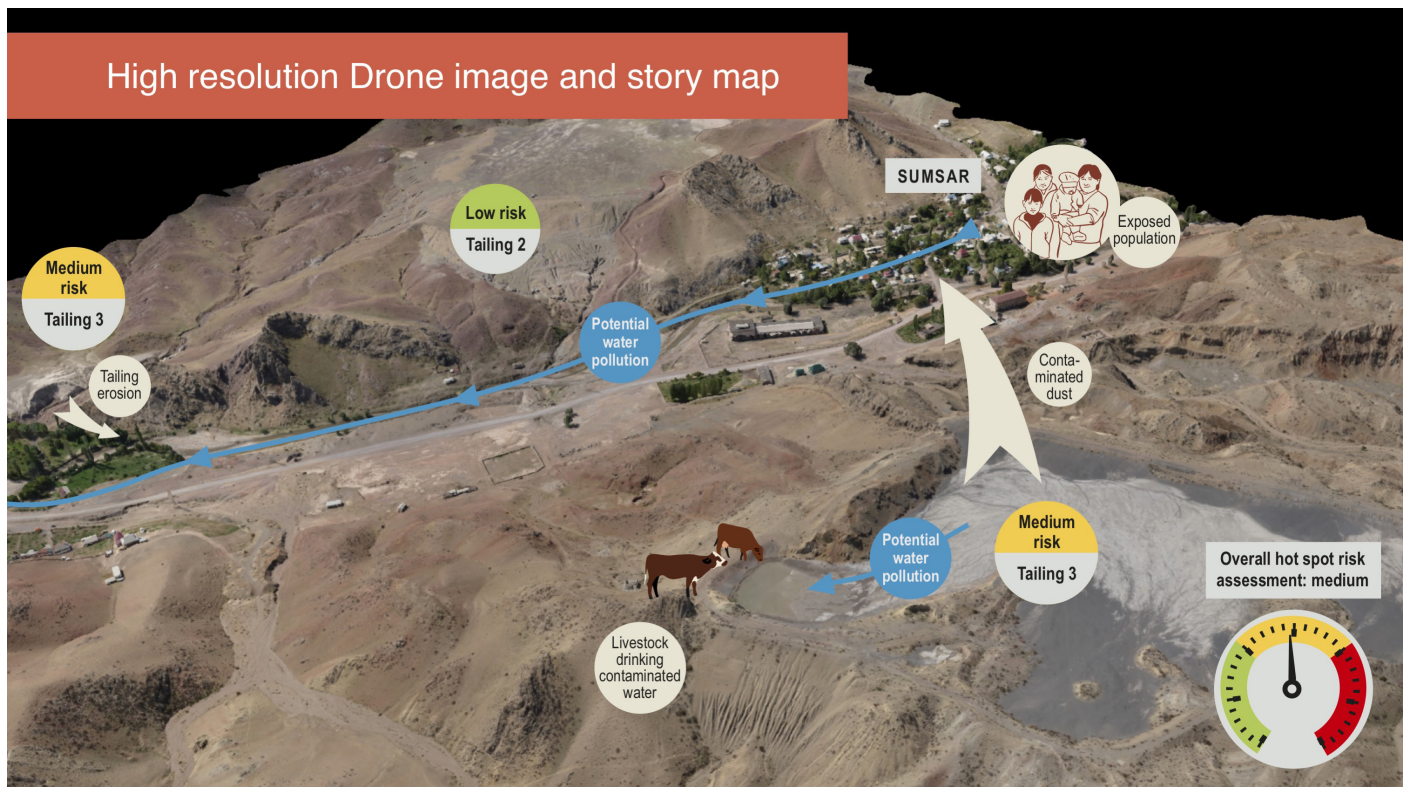 High resolution Drone image and story map
SUMSAR
Exposed
population
Low risk
Tailing 2
Medium
risk
Tailing 3
Potential
water
pollution
Tailing
erosion
Conta-
minated
dust
Potential
water
pollution
Medium
risk
Tailing 3
Overall hot spot risk
assessment: medium
Livestock
drinking
contaminated
water